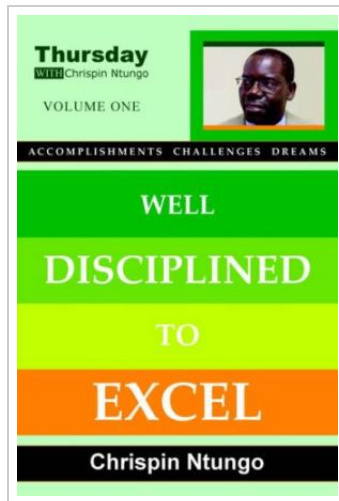 Thursday
WITH Chrispin Ntungo
VOLUME ONE
ACCOMPLISHMENTS CHALLENGES DREAMS
WELL
DISCIPLINED
TO
EXCEL
Chrispin Ntungo